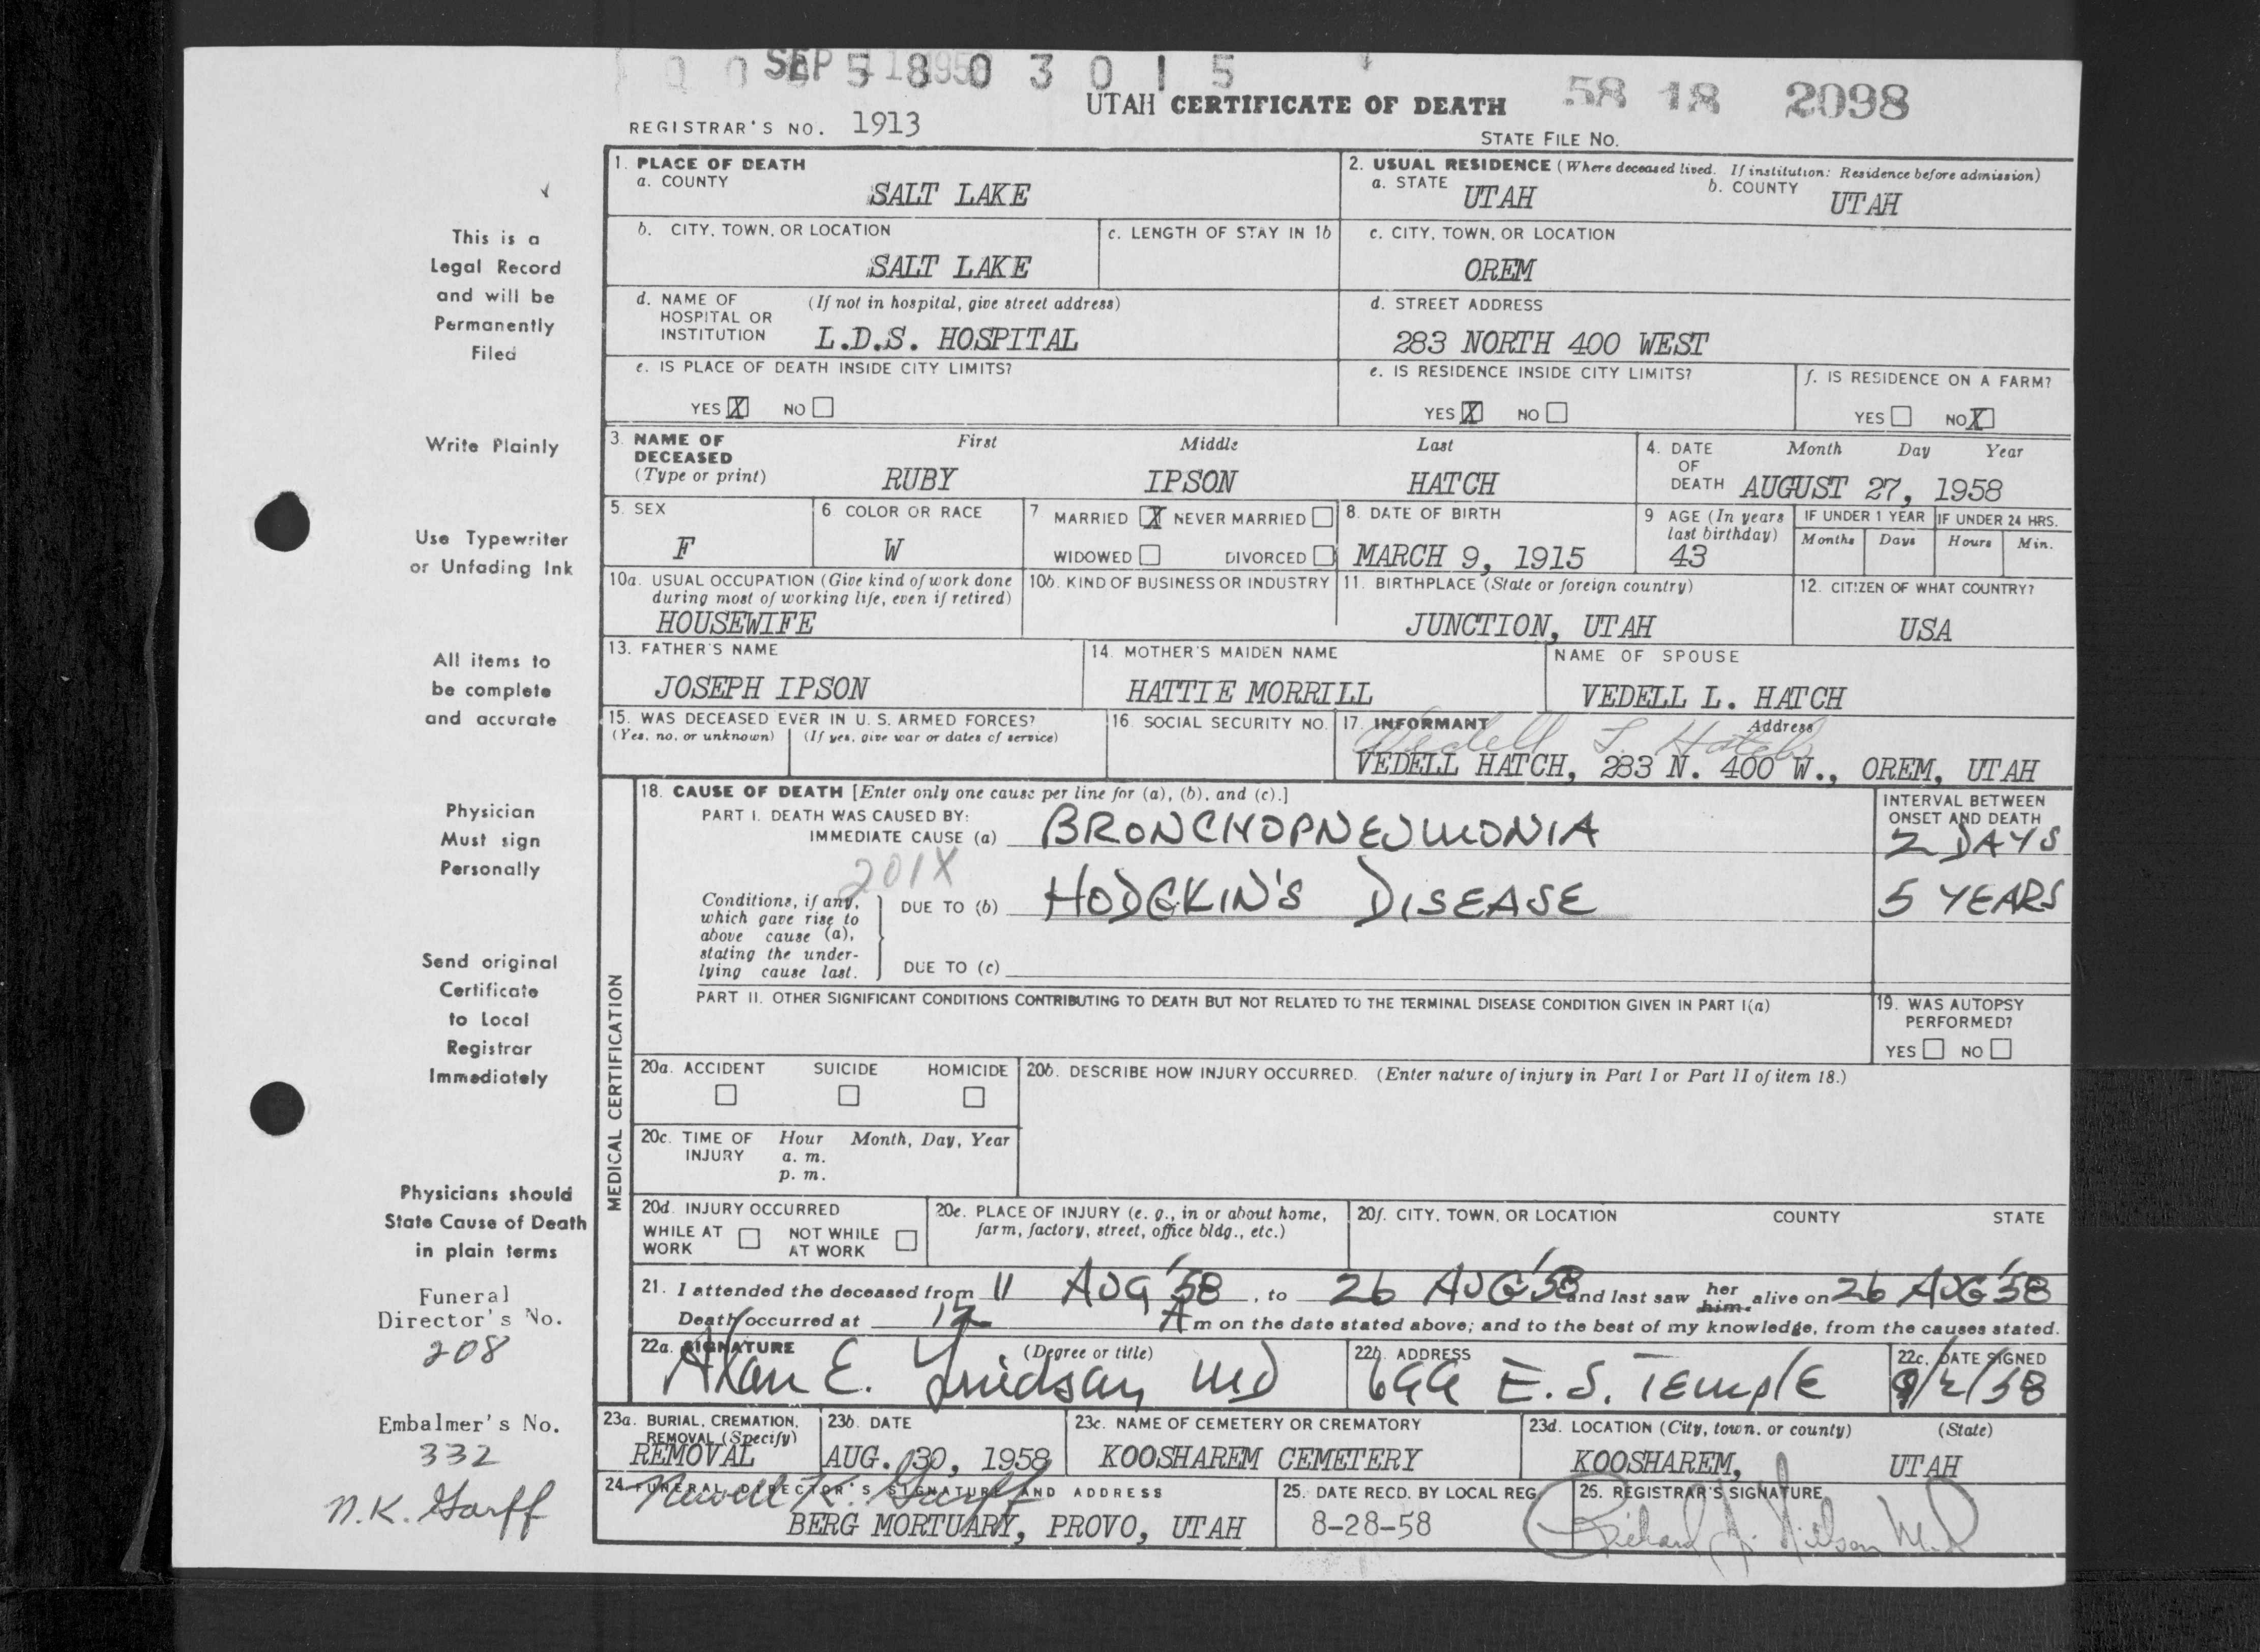 SEP
5 8 0 3 0 1 5
58 18 2098
UTAH CERTIFICATE OF DEATH
REGISTRAR'S NO. 1913
STATE FILE NO.
This is a
Legal Record
and will be
Permanently
Filed
Write Plainly
Use Typewriter
or Unfading Ink
All items to
be complete
and accurate
Physician
Must sign
Personally
Send original
Certificate
to Local
Registrar
Immediately
Physicians should
State Cause of Death
in plain terms
Funeral
Director's No.
208
Embalmer's No.
332
N.K. Garff
1. PLACE OF DEATH
a. COUNTY
SALT LAKE
2. USUAL RESIDENCE (Where deceased lived. If institution: Residence before admission)
a. STATE UTAH b. COUNTY UTAH
b. CITY, TOWN, OR LOCATION
SALT LAKE
c. LENGTH OF STAY IN 1b
c. CITY, TOWN, OR LOCATION
OREM
d. NAME OF (If not in hospital, give street address)
HOSPITAL OR
INSTITUTION L.D.S. HOSPITAL
d. STREET ADDRESS
283 NORTH 400 WEST
e. IS PLACE OF DEATH INSIDE CITY LIMITS?
YES X NO
e. IS RESIDENCE INSIDE CITY LIMITS?
YES X NO
f. IS RESIDENCE ON A FARM?
YES NO X
3. NAME OF First Middle Last
DECEASED
(Type or print) RUBY IPSON HATCH
4. DATE Month Day Year
OF
DEATH AUGUST 27, 1958
5. SEX
F
6. COLOR OR RACE
W
7 MARRIED X NEVER MARRIED
WIDOWED DIVORCED
8. DATE OF BIRTH
MARCH 9, 1915
9 AGE (In years
last birthday)
43
IF UNDER 1 YEAR
Months Days
IF UNDER 24 HRS.
Hours Min.
10a. USUAL OCCUPATION (Give kind of work done
during most of working life, even if retired)
HOUSEWIFE
10b. KIND OF BUSINESS OR INDUSTRY
11. BIRTHPLACE (State or foreign country)
JUNCTION, UTAH
12. CITIZEN OF WHAT COUNTRY?
USA
13. FATHER'S NAME
JOSEPH IPSON
14. MOTHER'S MAIDEN NAME
HATTIE MORRILL
NAME OF SPOUSE
VEDELL L. HATCH
15. WAS DECEASED EVER IN U. S. ARMED FORCES?
(Yes, no, or unknown) (If yes, give war or dates of service)
16. SOCIAL SECURITY NO.
17. INFORMANT Address
Vedell L. Hatch
VEDELL HATCH, 283 N. 400 W., OREM, UTAH
MEDICAL CERTIFICATION
18. CAUSE OF DEATH [Enter only one cause per line for (a), (b), and (c).]
PART I. DEATH WAS CAUSED BY:
IMMEDIATE CAUSE (a) BRONCHOPNEUMONIA
INTERVAL BETWEEN
ONSET AND DEATH
2 DAYS
201X
Conditions, if any,
which gave rise to
above cause (a),
stating the under-
lying cause last.
DUE TO (b) HODGKIN'S DISEASE
5 YEARS
DUE TO (c)
PART II. OTHER SIGNIFICANT CONDITIONS CONTRIBUTING TO DEATH BUT NOT RELATED TO THE TERMINAL DISEASE CONDITION GIVEN IN PART I(a)
19. WAS AUTOPSY
PERFORMED?
YES NO
20a. ACCIDENT SUICIDE HOMICIDE
20b. DESCRIBE HOW INJURY OCCURRED. (Enter nature of injury in Part I or Part II of item 18.)
20c. TIME OF Hour Month, Day, Year
INJURY a. m.
p. m.
20d. INJURY OCCURRED
WHILE AT NOT WHILE
WORK AT WORK
20e. PLACE OF INJURY (e. g., in or about home,
farm, factory, street, office bldg., etc.)
20f. CITY, TOWN, OR LOCATION COUNTY STATE
21. I attended the deceased from 11 AUG '58, to 26 AUG '58 and last saw her him alive on 26 AUG '58
Death occurred at 12 A m on the date stated above; and to the best of my knowledge, from the causes stated.
22a. SIGNATURE (Degree or title)
Alan E. Lindsay MD
22b. ADDRESS
699 E. S. Temple
22c. DATE SIGNED
9/2/58
23a. BURIAL, CREMATION,
REMOVAL (Specify)
REMOVAL
23b. DATE
AUG. 30, 1958
23c. NAME OF CEMETERY OR CREMATORY
KOOSHAREM CEMETERY
23d. LOCATION (City, town, or county) (State)
KOOSHAREM, UTAH
24. FUNERAL DIRECTOR'S SIGNATURE AND ADDRESS
Newell K. Garff
BERG MORTUARY, PROVO, UTAH
25. DATE RECD. BY LOCAL REG.
8-28-58
26. REGISTRAR'S SIGNATURE
Richard